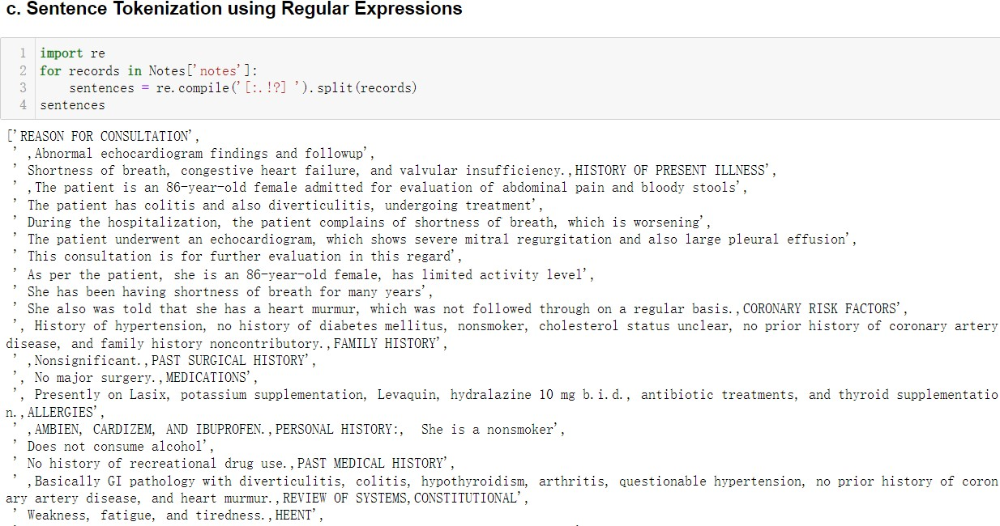 c. Sentence Tokenization using Regular Expressions
1 import re
2 for records in Notes['notes']:
3     sentences = re.compile('[:.!?] ').split(records)
4 sentences
['REASON FOR CONSULTATION',
 ' ,Abnormal echocardiogram findings and followup',
 ' Shortness of breath, congestive heart failure, and valvular insufficiency.,HISTORY OF PRESENT ILLNESS',
 ' ,The patient is an 86-year-old female admitted for evaluation of abdominal pain and bloody stools',
 ' The patient has colitis and also diverticulitis, undergoing treatment',
 ' During the hospitalization, the patient complains of shortness of breath, which is worsening',
 ' The patient underwent an echocardiogram, which shows severe mitral regurgitation and also large pleural effusion',
 ' This consultation is for further evaluation in this regard',
 ' As per the patient, she is an 86-year-old female, has limited activity level',
 ' She has been having shortness of breath for many years',
 ' She also was told that she has a heart murmur, which was not followed through on a regular basis.,CORONARY RISK FACTORS',
 ', History of hypertension, no history of diabetes mellitus, nonsmoker, cholesterol status unclear, no prior history of coronary artery
disease, and family history noncontributory.,FAMILY HISTORY',
 ' ,Nonsignificant.,PAST SURGICAL HISTORY',
 ', No major surgery.,MEDICATIONS',
 ', Presently on Lasix, potassium supplementation, Levaquin, hydralazine 10 mg b.i.d., antibiotic treatments, and thyroid supplementatio
n.,ALLERGIES',
 ' ,AMBIEN, CARDIZEM, AND IBUPROFEN.,PERSONAL HISTORY:,  She is a nonsmoker',
 ' Does not consume alcohol',
 ' No history of recreational drug use.,PAST MEDICAL HISTORY',
 ' ,Basically GI pathology with diverticulitis, colitis, hypothyroidism, arthritis, questionable hypertension, no prior history of coron
ary artery disease, and heart murmur.,REVIEW OF SYSTEMS,CONSTITUTIONAL',
 ' Weakness, fatigue, and tiredness.,HEENT',